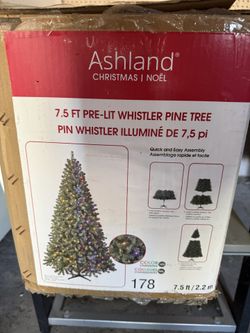 Ashland®
CHRISTMAS | NOËL
7.5 FT PRE-LIT WHISTLER PINE TREE
PIN WHISTLER ILLUMINÉ DE 7,5 pi
Quick and Easy Assembly
Assemblage rapide et facile
COLOR
178
7.5 ft / 2.2 m